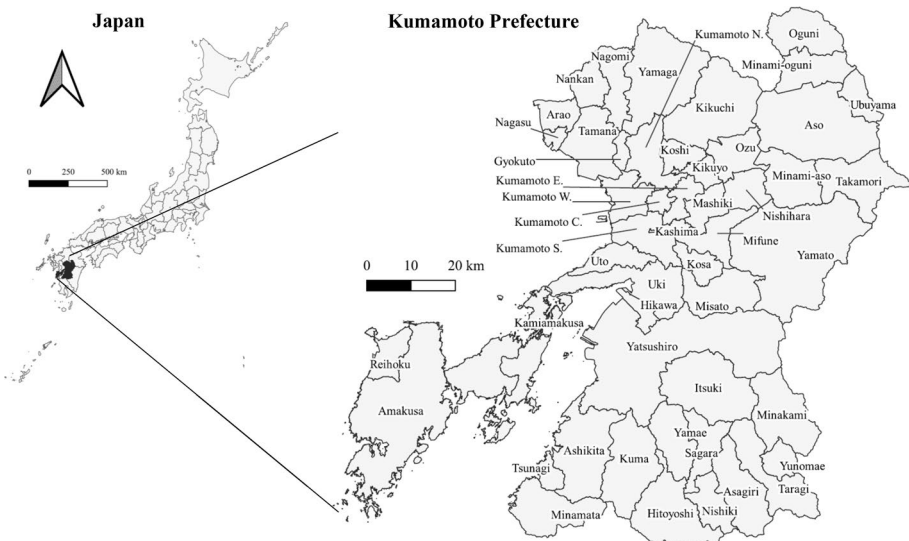 Japan
Kumamoto Prefecture
0 250 500 km
0 10 20 km
Kumamoto N.
Oguni
Nagomi
Minami-oguni
Nankan
Yamaga
Ubuyama
Kikuchi
Arao
Nagasu
Tamana
Aso
Koshi
Ozu
Gyokuto
Kikuyo
Minami-aso
Takamori
Kumamoto E.
Kumamoto W.
Mashiki
Nishihara
Kumamoto C.
Kashima
Mifune
Kumamoto S.
Yamato
Uto
Kosa
Uki
Hikawa
Misato
Kamiamakusa
Yatsushiro
Reihoku
Itsuki
Amakusa
Minakami
Yamae
Ashikita
Sagara
Kuma
Yunomae
Tsunagi
Taragi
Asagiri
Minamata
Hitoyoshi
Nishiki